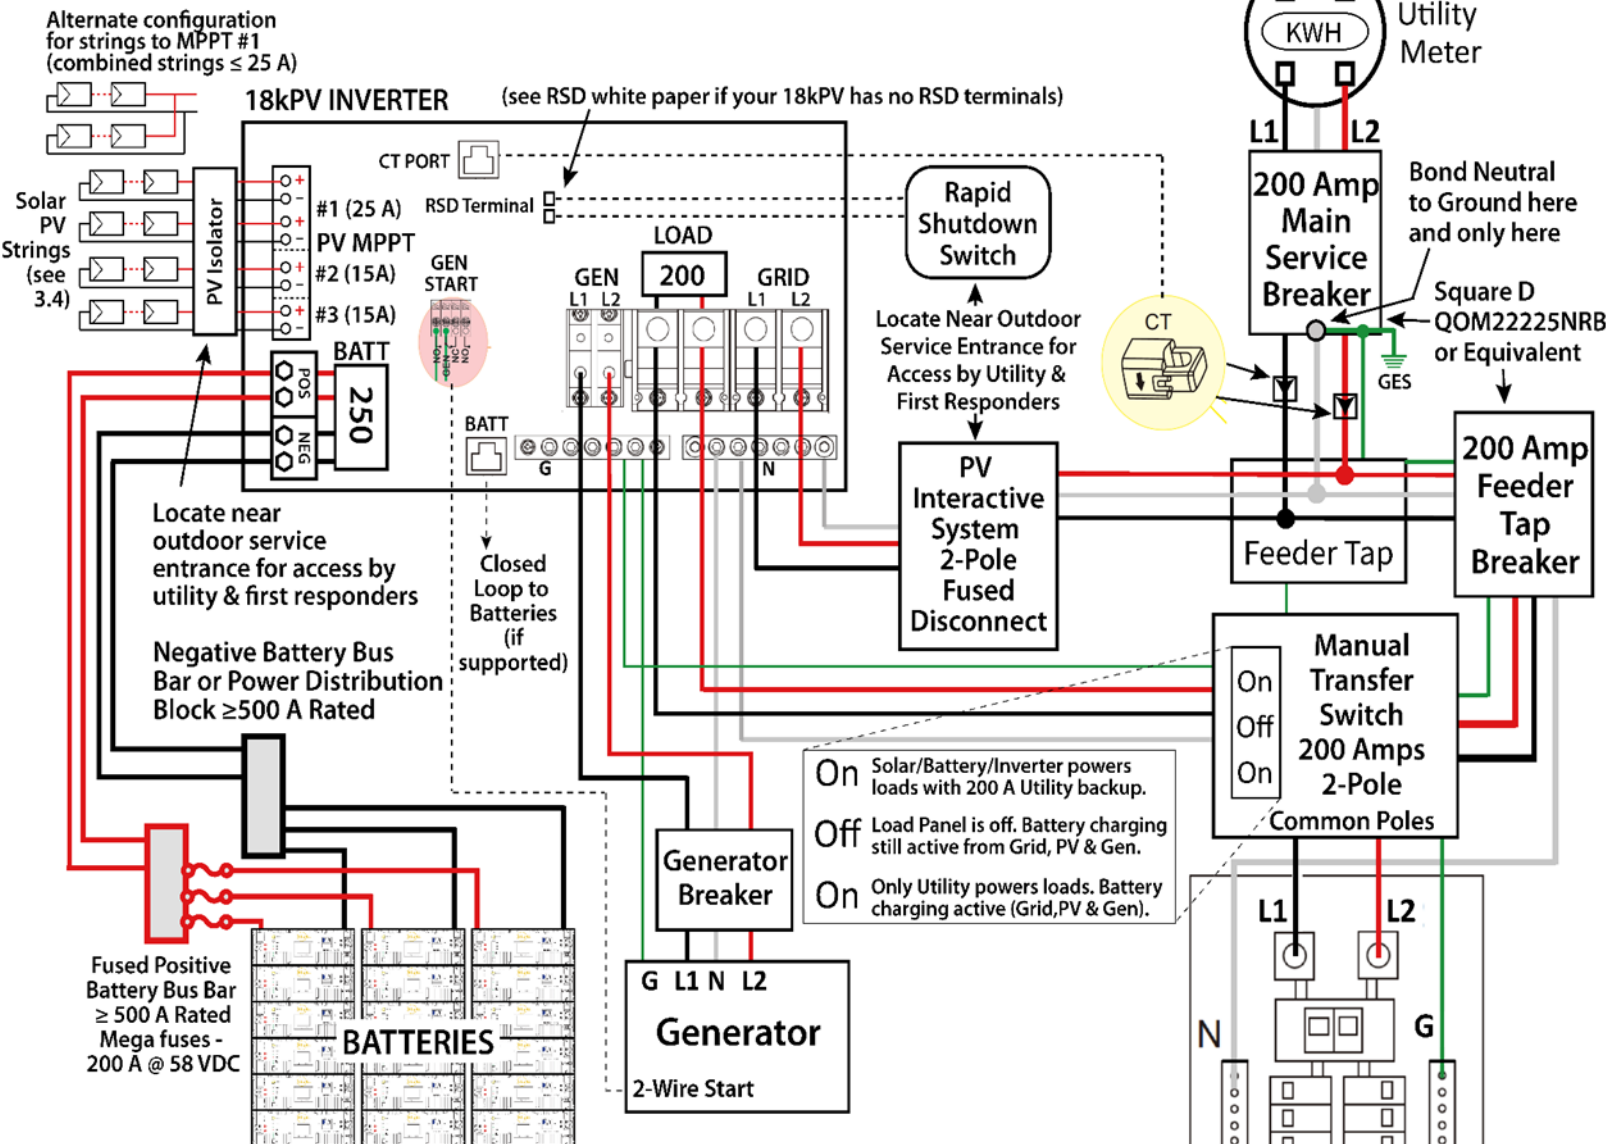 Alternate configuration
for strings to MPPT #1
(combined strings ≤ 25 A)
18kPV INVERTER
(see RSD white paper if your 18kPV has no RSD terminals)
KWH
Utility
Meter
L1
L2
CT PORT
RSD Terminal
Rapid
Shutdown
Switch
200 Amp
Main
Service
Breaker
Bond Neutral
to Ground here
and only here
Solar
PV
Strings
(see
3.4)
PV Isolator
+
-
#1 (25 A)
+
-
PV MPPT
+
-
#2 (15A)
+
-
#3 (15A)
GEN
START
LOAD
200
GEN
L1 L2
GRID
L1 L2
Locate Near Outdoor
Service Entrance for
Access by Utility &
First Responders
CT
Square D
QOM22225NRB
or Equivalent
GES
BATT
POS
NEG
250
BATT
G
N
PV
Interactive
System
2-Pole
Fused
Disconnect
200 Amp
Feeder
Tap
Breaker
Feeder Tap
Locate near
outdoor service
entrance for access by
utility & first responders
Closed
Loop to
Batteries
(if
supported)
Negative Battery Bus
Bar or Power Distribution
Block ≥500 A Rated
On
Off
On
Manual
Transfer
Switch
200 Amps
2-Pole
Common Poles
On Solar/Battery/Inverter powers
loads with 200 A Utility backup.
Off Load Panel is off. Battery charging
still active from Grid, PV & Gen.
On Only Utility powers loads. Battery
charging active (Grid,PV & Gen).
Generator
Breaker
L1
L2
Fused Positive
Battery Bus Bar
≥ 500 A Rated
Mega fuses -
200 A @ 58 VDC
BATTERIES
G L1 N L2
Generator
2-Wire Start
N
G